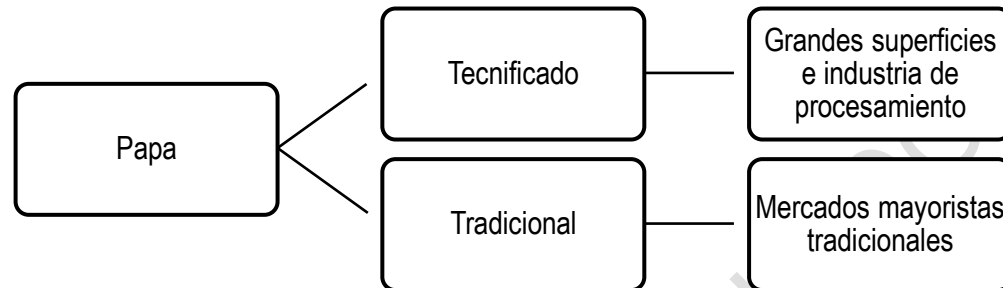 Papa
Tecnificado
Grandes superficies
e industria de
procesamiento
Tradicional
Mercados mayoristas
tradicionales